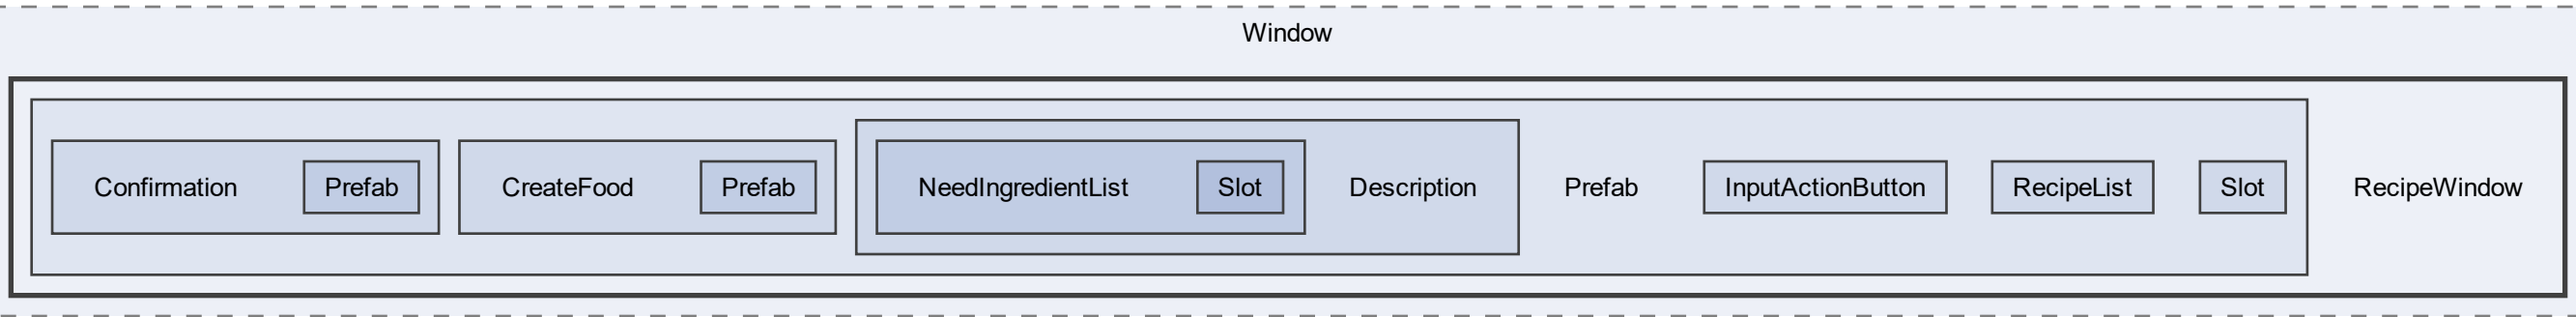 Window
Confirmation
Prefab
CreateFood
Prefab
NeedIngredientList
Slot
Description
Prefab
InputActionButton
RecipeList
Slot
RecipeWindow